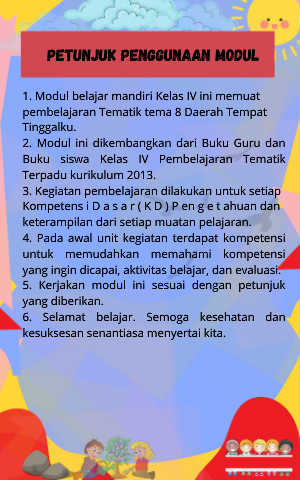 PETUNJUK PENGGUNAAN MODUL
1. Modul belajar mandiri Kelas IV ini memuat
pembelajaran Tematik tema 8 Daerah Tempat
Tinggalku.
2. Modul ini dikembangkan dari Buku Guru dan
Buku siswa Kelas IV Pembelajaran Tematik
Terpadu kurikulum 2013.
3. Kegiatan pembelajaran dilakukan untuk setiap
Kompetens i D a s a r ( K D ) P en g e t ahuan dan
keterampilan dari setiap muatan pelajaran.
4. Pada awal unit kegiatan terdapat kompetensi
untuk memudahkan memahami kompetensi
yang ingin dicapai, aktivitas belajar, dan evaluasi.
5. Kerjakan modul ini sesuai dengan petunjuk
yang diberikan.
6. Selamat belajar. Semoga kesehatan dan
kesuksesan senantiasa menyertai kita.